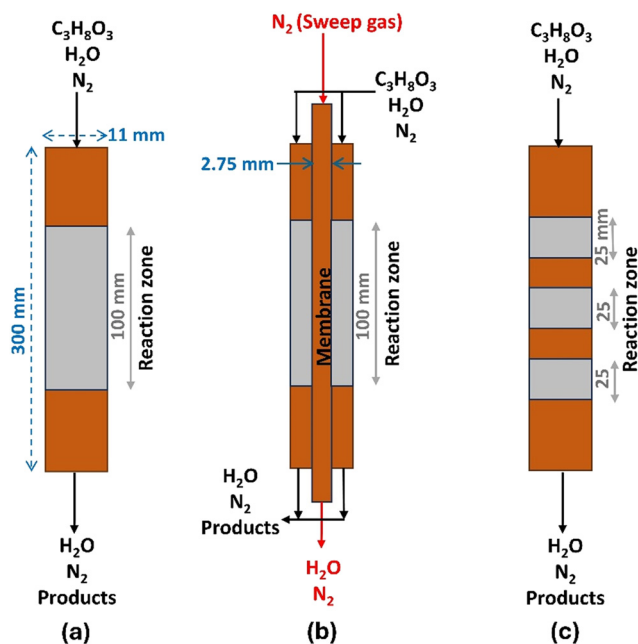 C₃H₈O₃
H₂O
N₂
11 mm
300 mm
100 mm
Reaction zone
H₂O
N₂
Products
(a)
N₂ (Sweep gas)
C₃H₈O₃
H₂O
N₂
2.75 mm
Membrane
100 mm
Reaction zone
H₂O
N₂
Products
H₂O
N₂
(b)
C₃H₈O₃
H₂O
N₂
25 mm
25
25
Reaction zone
H₂O
N₂
Products
(c)